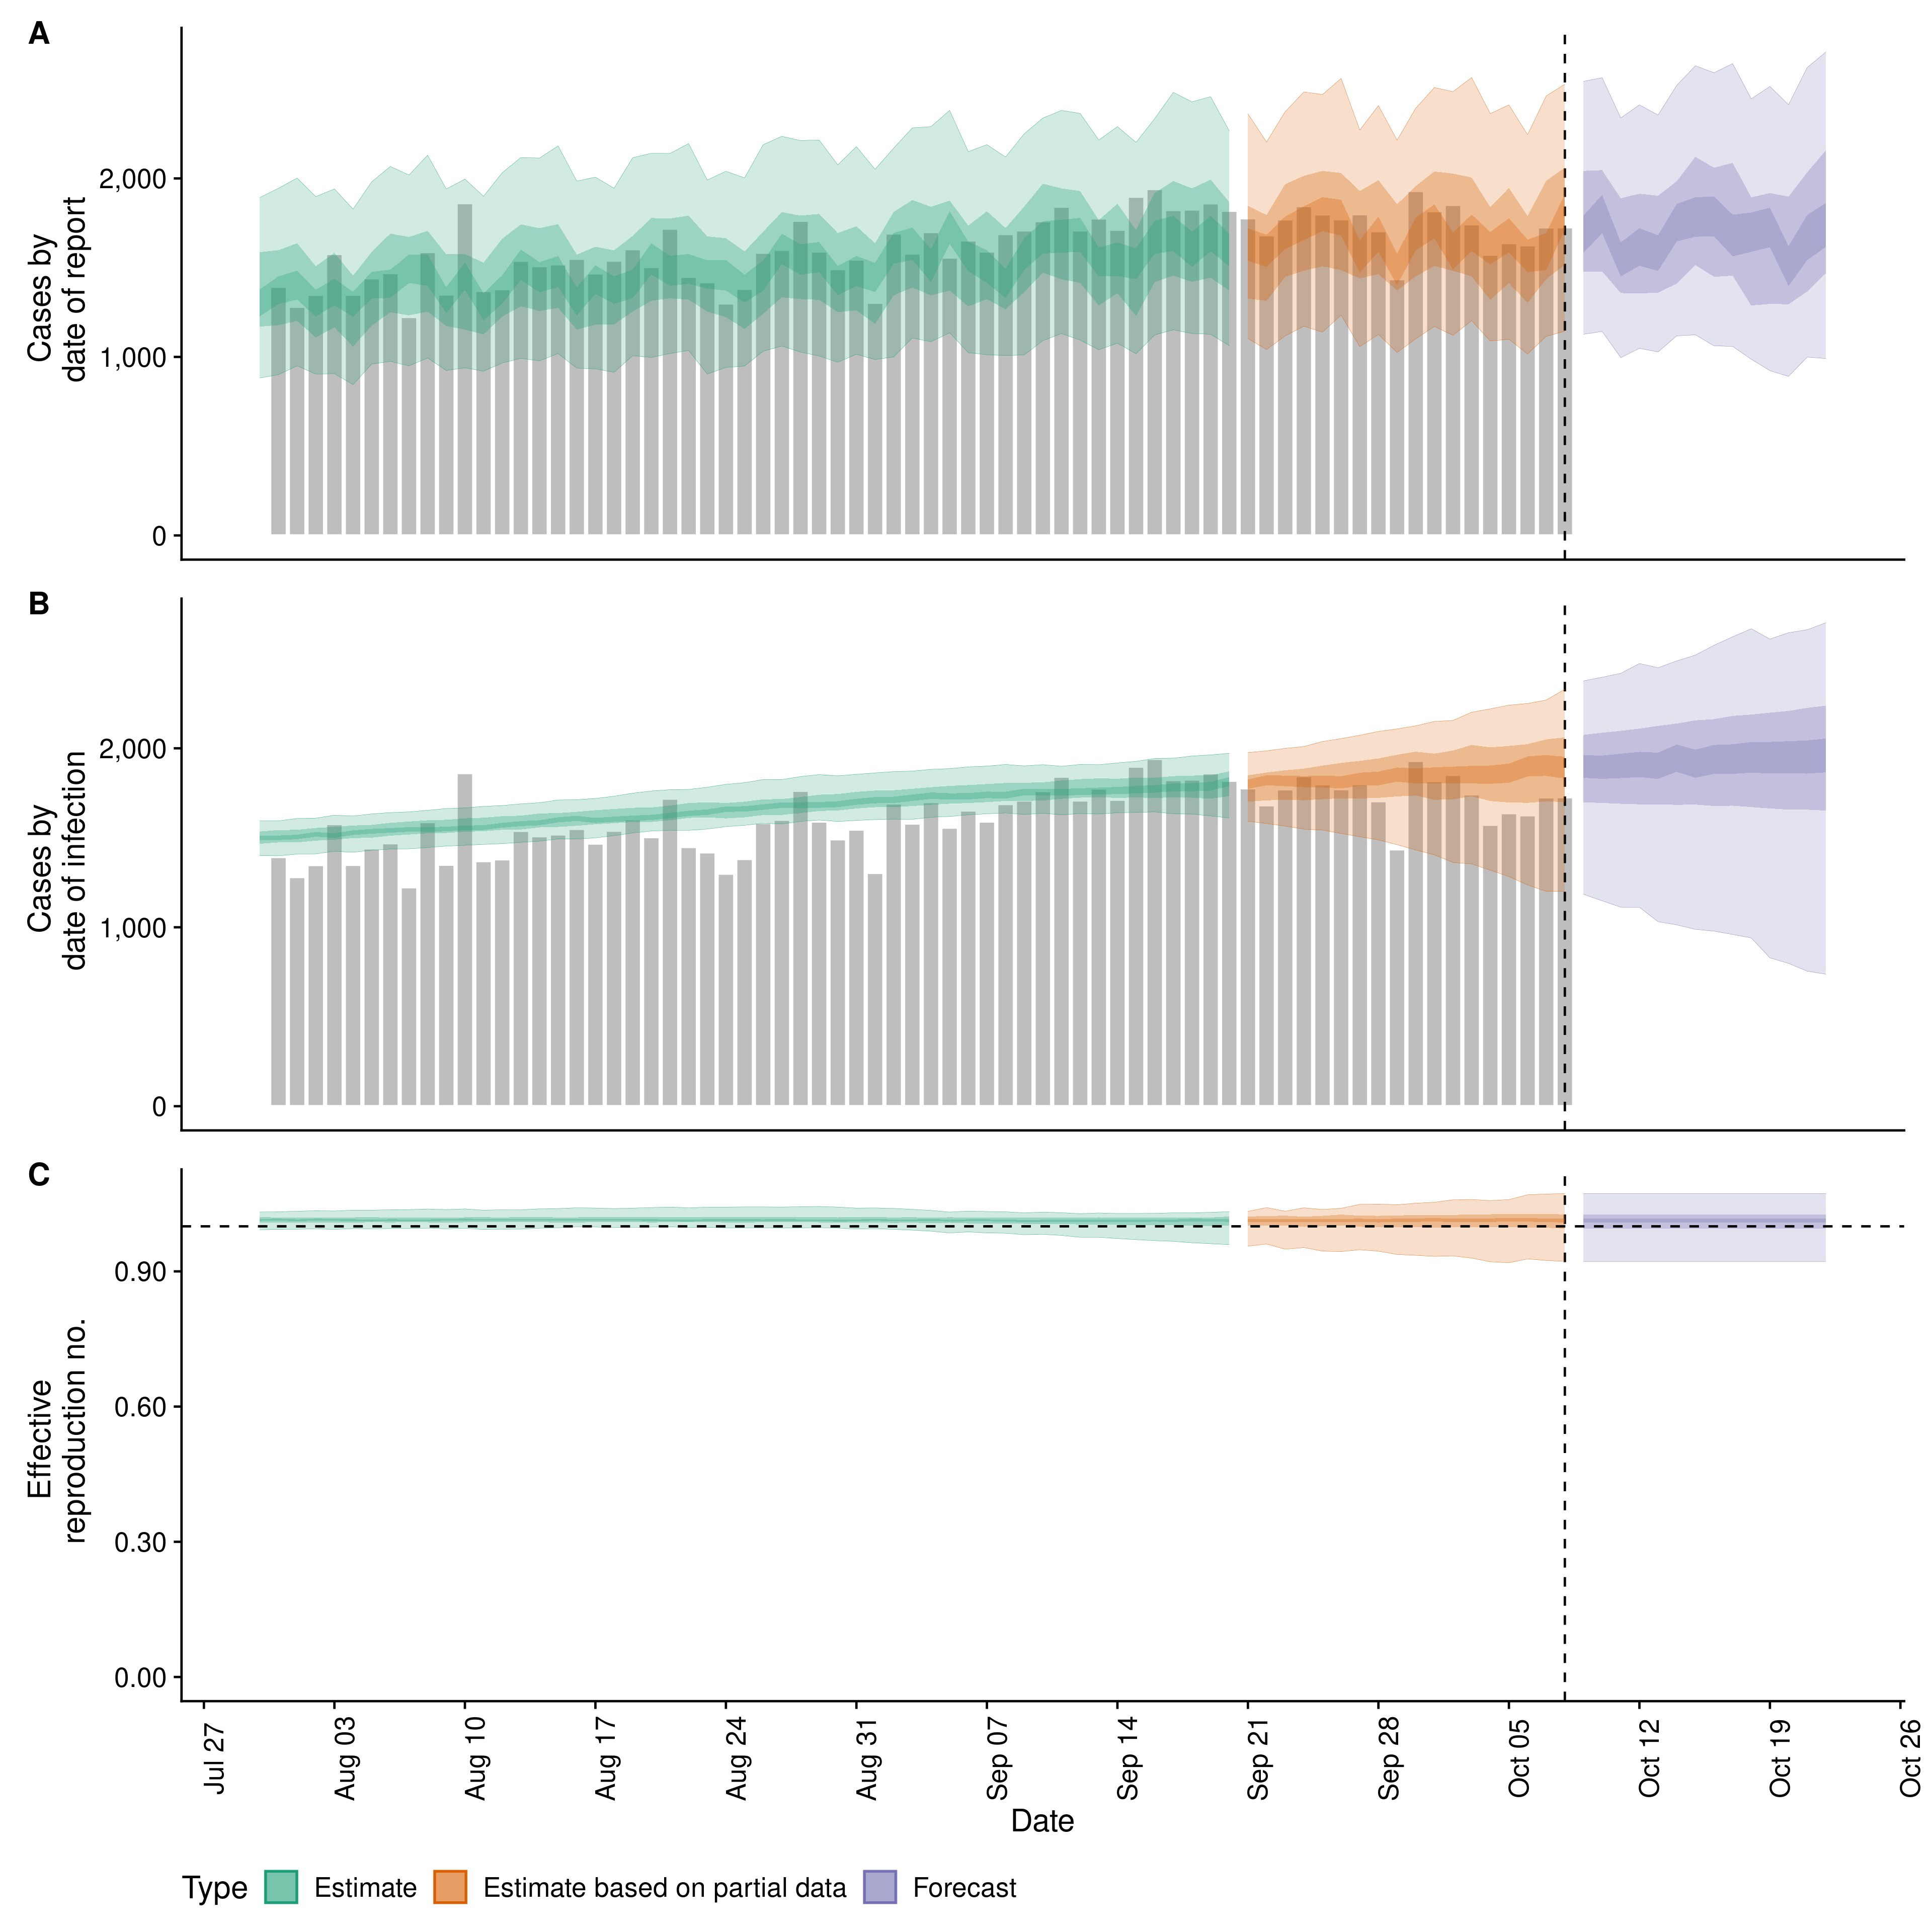 A
Cases by
date of report
2,000
1,000
0
B
Cases by
date of infection
2,000
1,000
0
C
Effective
reproduction no.
0.90
0.60
0.30
0.00
Jul 27
Aug 03
Aug 10
Aug 17
Aug 24
Aug 31
Sep 07
Sep 14
Sep 21
Sep 28
Oct 05
Oct 12
Oct 19
Oct 26
Date
Type Estimate Estimate based on partial data Forecast